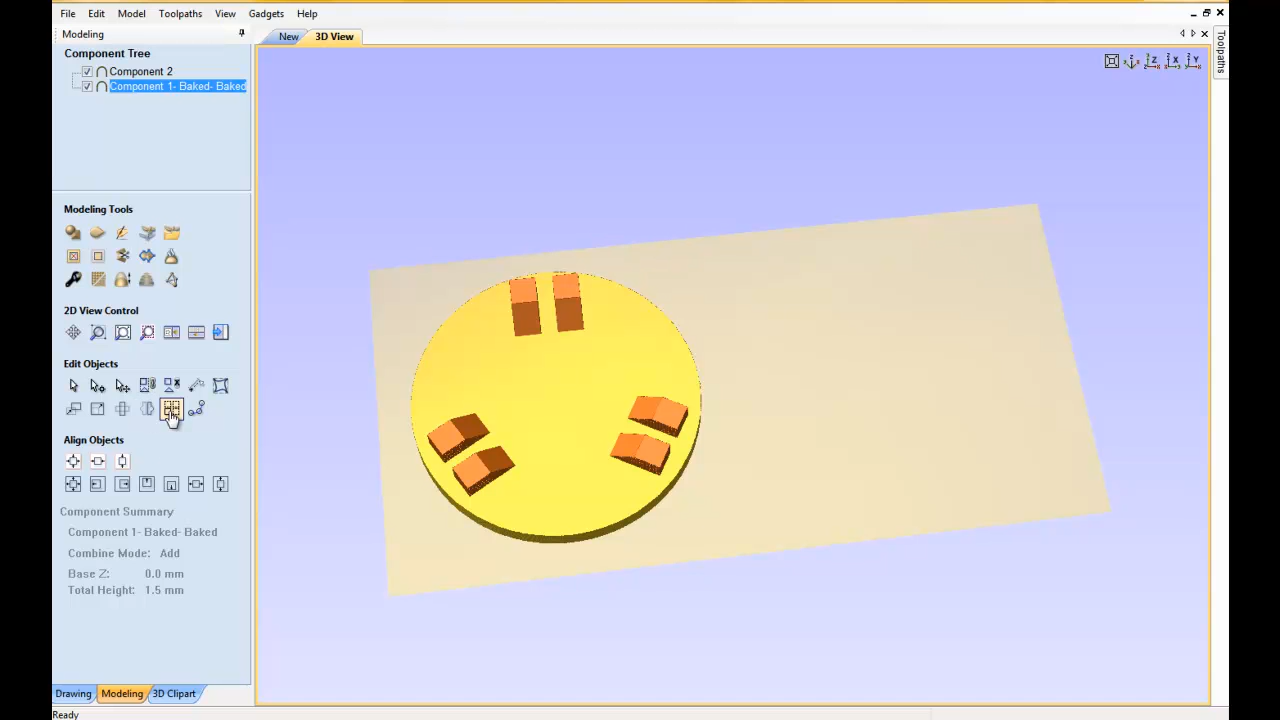 File Edit Model Toolpaths View Gadgets Help
Modeling
New 3D View
Toolpaths
Component Tree
Component 2
Component 1- Baked- Baked
Z X Y
Modeling Tools
2D View Control
Edit Objects
Align Objects
Component Summary
Component 1- Baked- Baked
Combine Mode: Add
Base Z: 0.0 mm
Total Height: 1.5 mm
Drawing Modeling 3D Clipart
Ready